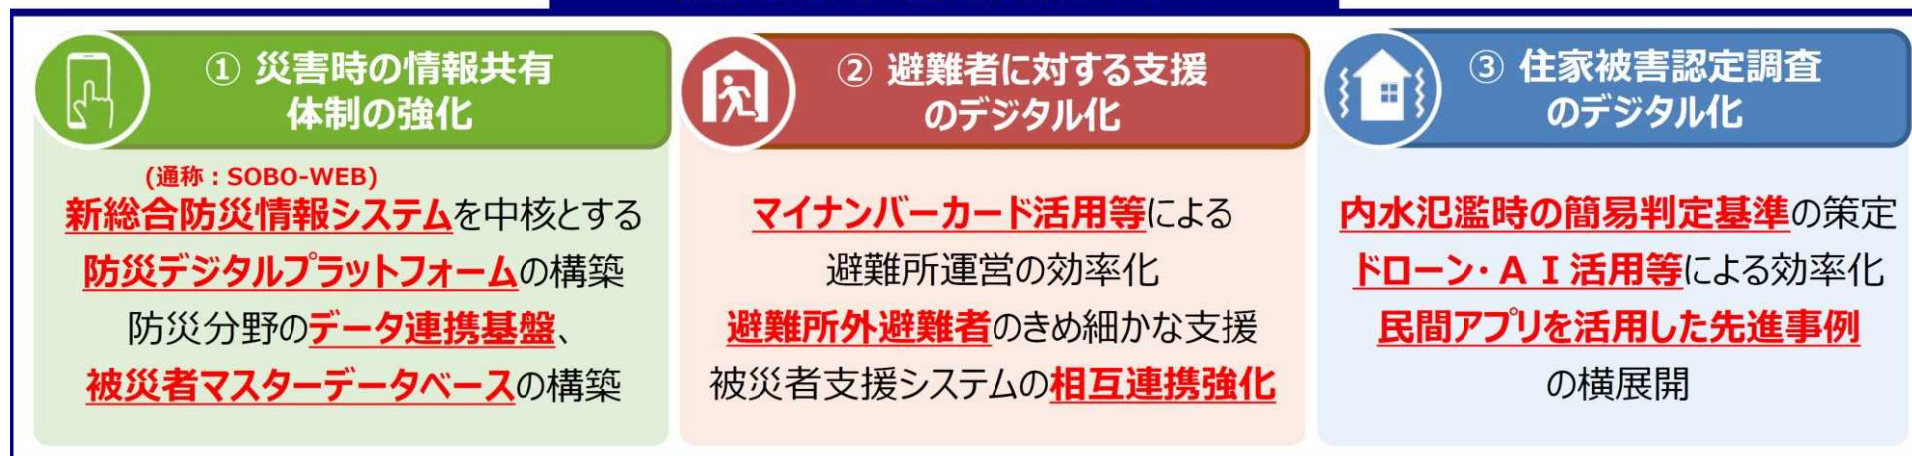 ① 災害時の情報共有
体制の強化
(通称：SOBO-WEB)
新総合防災情報システムを中核とする
防災デジタルプラットフォームの構築
防災分野のデータ連携基盤、
被災者マスターデータベースの構築
② 避難者に対する支援
のデジタル化
マイナンバーカード活用等による
避難所運営の効率化
避難所外避難者のきめ細かな支援
被災者支援システムの相互連携強化
③ 住家被害認定調査
のデジタル化
内水氾濫時の簡易判定基準の策定
ドローン・ＡＩ活用等による効率化
民間アプリを活用した先進事例
の横展開